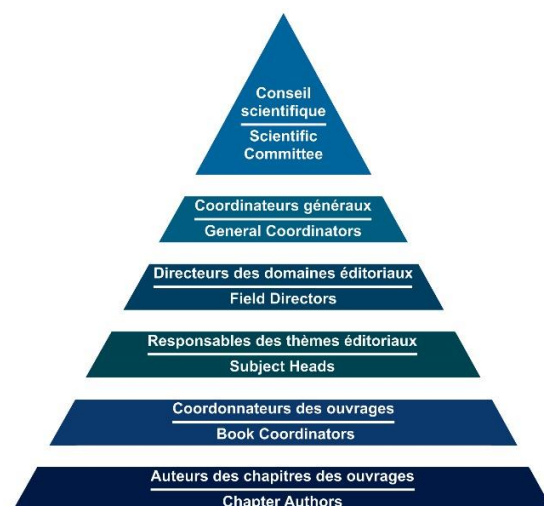 Conseil
scientifique
Scientific
Committee
Coordinateurs généraux
General Coordinators
Directeurs des domaines éditoriaux
Field Directors
Responsables des thèmes éditoriaux
Subject Heads
Coordonnateurs des ouvrages
Book Coordinators
Auteurs des chapitres des ouvrages
Chapter Authors